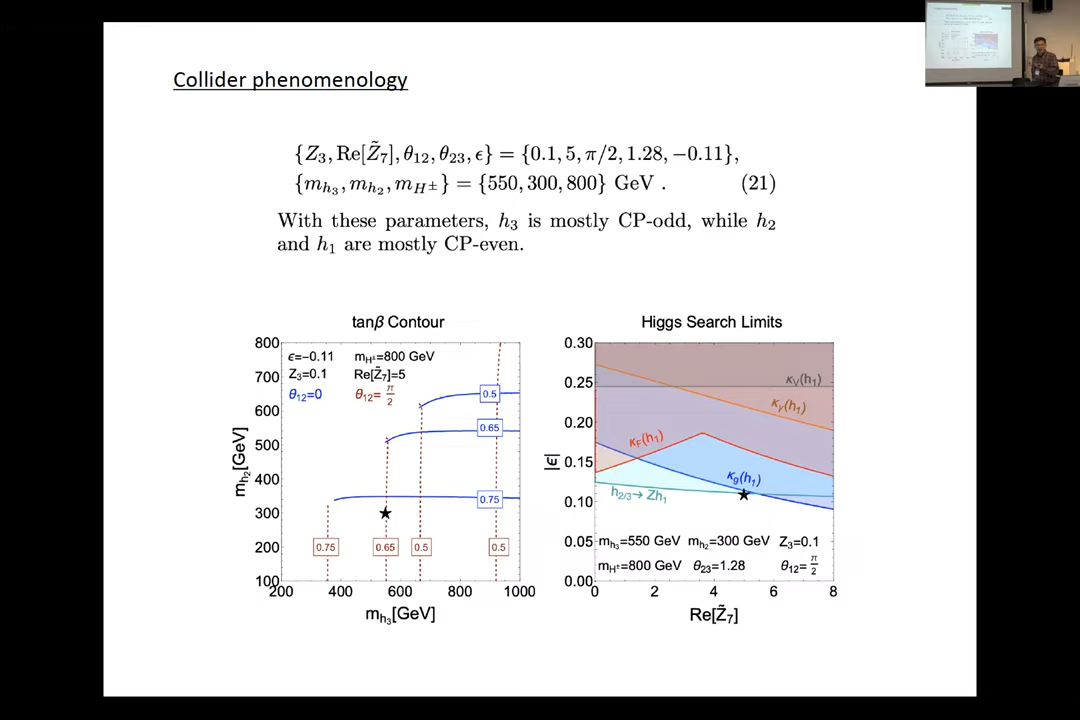 Collider phenomenology
{Z₃, Re[Z̃₇], θ₁₂, θ₂₃, ϵ} = {0.1, 5, π/2, 1.28, −0.11},
{m_h₃, m_h₂, m_H±} = {550, 300, 800} GeV . (21)
With these parameters, h₃ is mostly CP-odd, while h₂
and h₁ are mostly CP-even.
tanβ Contour
800
700
600
500
400
300
200
100
m_h₂[GeV]
ϵ=−0.11 m_H±=800 GeV
Z₃=0.1 Re[Z̃₇]=5
θ₁₂=0 θ₁₂= π/2
0.5
0.65
0.75
0.75 0.65 0.5 0.5
200 400 600 800 1000
m_h₃[GeV]
Higgs Search Limits
0.30
0.25
0.20
0.15
0.10
0.05
0.00
|ϵ|
κ_V(h₁)
κ_γ(h₁)
κ_F(h₁)
κ_g(h₁)
h₂/₃→ Zh₁
m_h₃=550 GeV m_h₂=300 GeV Z₃=0.1
m_H±=800 GeV θ₂₃=1.28 θ₁₂= π/2
0 2 4 6 8
Re[Z̃₇]